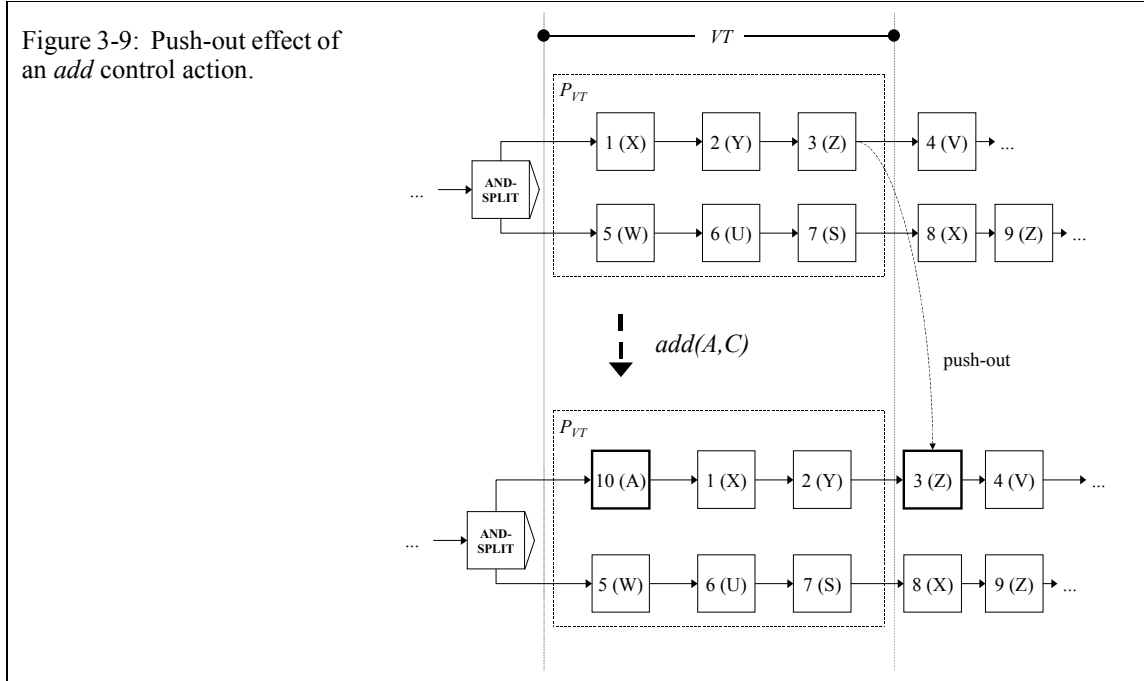 Figure 3-9: Push-out effect of
an add control action.
VT
P_VT
1 (X) 2 (Y) 3 (Z) 4 (V) ...
... AND-
SPLIT
5 (W) 6 (U) 7 (S) 8 (X) 9 (Z) ...
add(A,C)
push-out
P_VT
10 (A) 1 (X) 2 (Y) 3 (Z) 4 (V) ...
... AND-
SPLIT
5 (W) 6 (U) 7 (S) 8 (X) 9 (Z) ...